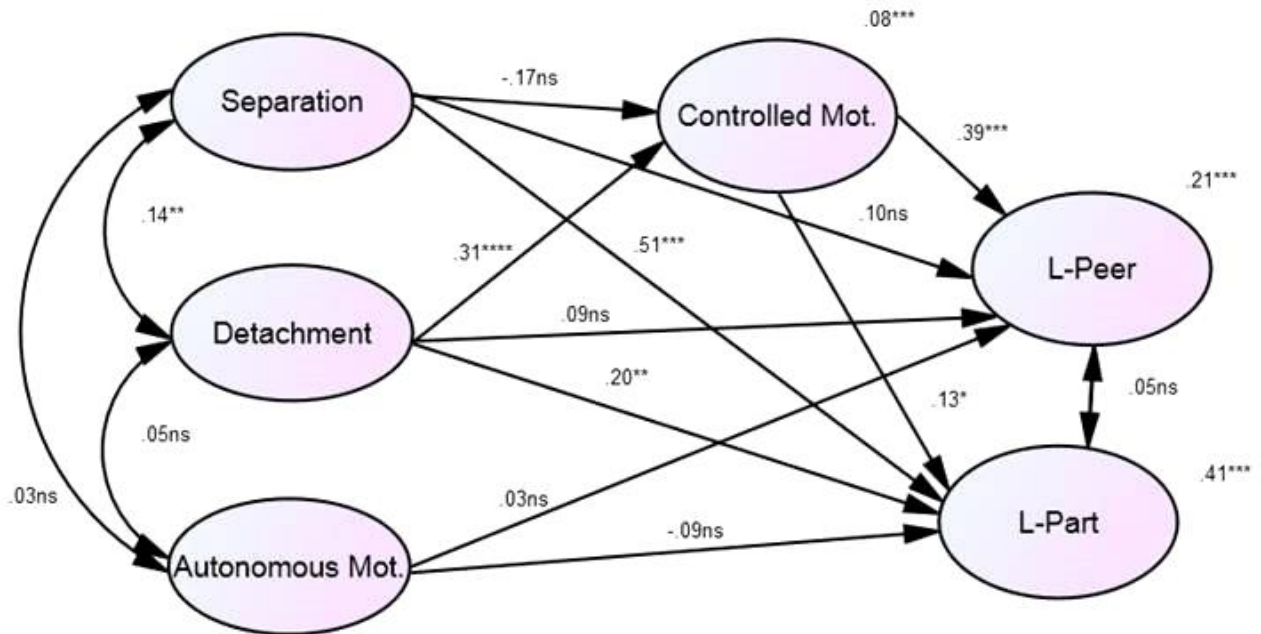 .08***
-.17ns
Separation
Controlled Mot.
.39***
.21***
.14**
.10ns
.31****
.51***
L-Peer
.09ns
Detachment
.20**
.13*
.05ns
.05ns
.41***
.03ns
.03ns
-.09ns
L-Part
Autonomous Mot.